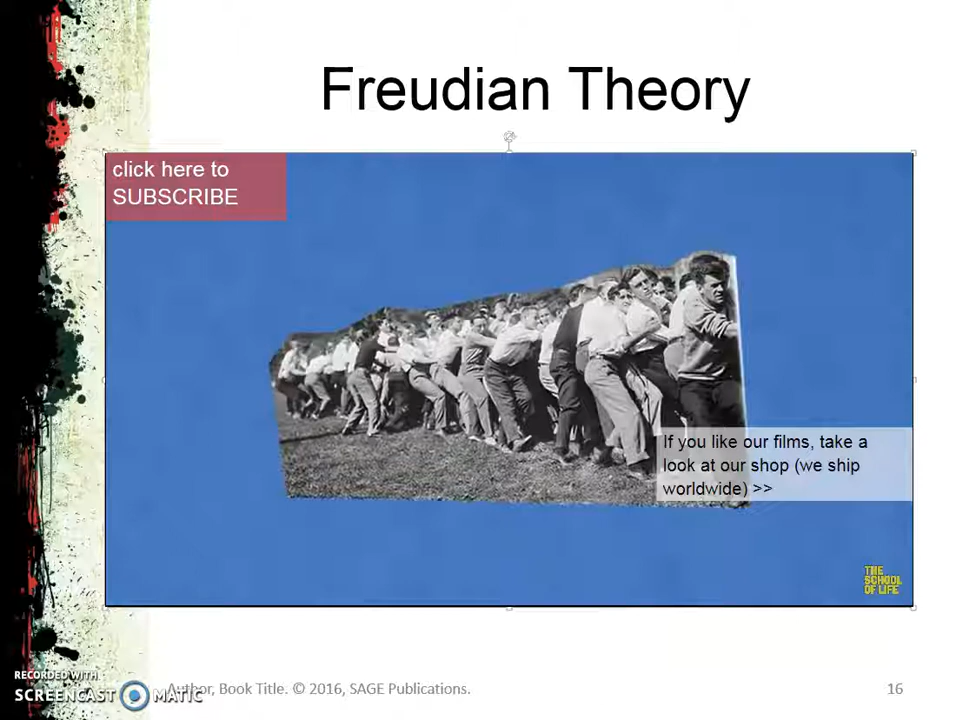 Freudian Theory
click here to
SUBSCRIBE
If you like our films, take a
look at our shop (we ship
worldwide) >>
THE
SCHOOL
OF LIFE
RECORDED WITH
SCREENCAST MATIC
Author, Book Title. © 2016, SAGE Publications.
16